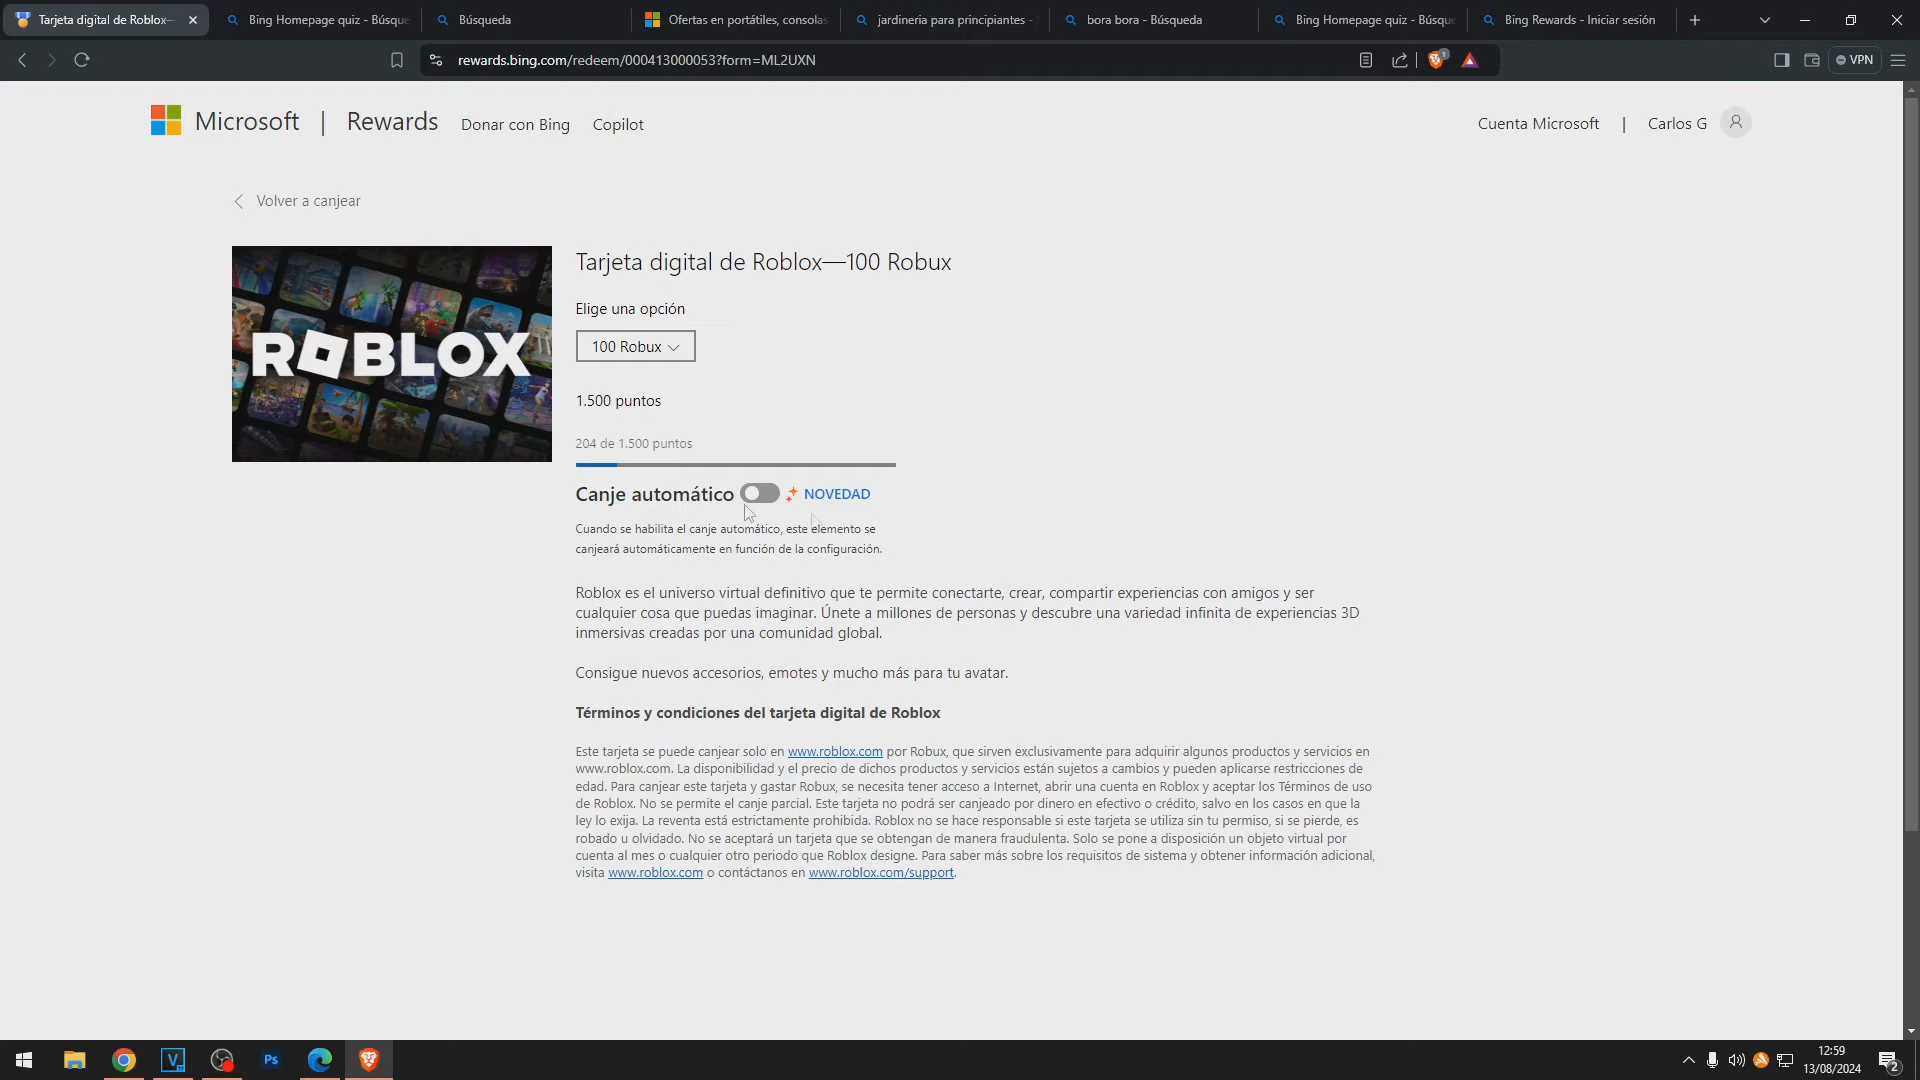 Tarjeta digital de Roblox—
Bing Homepage quiz - Búsque
Búsqueda
Ofertas en portátiles, consolas
jardineria para principiantes -
bora bora - Búsqueda
Bing Homepage quiz - Búsque
Bing Rewards - Iniciar sesión
rewards.bing.com/redeem/000413000053?form=ML2UXN
1
VPN
Microsoft | Rewards Donar con Bing Copilot
Cuenta Microsoft | Carlos G
Volver a canjear
ROBLOX
Tarjeta digital de Roblox—100 Robux
Elige una opción
100 Robux
1.500 puntos
204 de 1.500 puntos
Canje automático NOVEDAD
Cuando se habilita el canje automático, este elemento se
canjeará automáticamente en función de la configuración.
Roblox es el universo virtual definitivo que te permite conectarte, crear, compartir experiencias con amigos y ser
cualquier cosa que puedas imaginar. Únete a millones de personas y descubre una variedad infinita de experiencias 3D
inmersivas creadas por una comunidad global.
Consigue nuevos accesorios, emotes y mucho más para tu avatar.
Términos y condiciones del tarjeta digital de Roblox
Este tarjeta se puede canjear solo en www.roblox.com por Robux, que sirven exclusivamente para adquirir algunos productos y servicios en
www.roblox.com. La disponibilidad y el precio de dichos productos y servicios están sujetos a cambios y pueden aplicarse restricciones de
edad. Para canjear este tarjeta y gastar Robux, se necesita tener acceso a Internet, abrir una cuenta en Roblox y aceptar los Términos de uso
de Roblox. No se permite el canje parcial. Este tarjeta no podrá ser canjeado por dinero en efectivo o crédito, salvo en los casos en que la
ley lo exija. La reventa está estrictamente prohibida. Roblox no se hace responsable si este tarjeta se utiliza sin tu permiso, si se pierde, es
robado u olvidado. No se aceptará un tarjeta que se obtengan de manera fraudulenta. Solo se pone a disposición un objeto virtual por
cuenta al mes o cualquier otro periodo que Roblox designe. Para saber más sobre los requisitos de sistema y obtener información adicional,
visita www.roblox.com o contáctanos en www.roblox.com/support.
Ps
12:59
13/08/2024
2